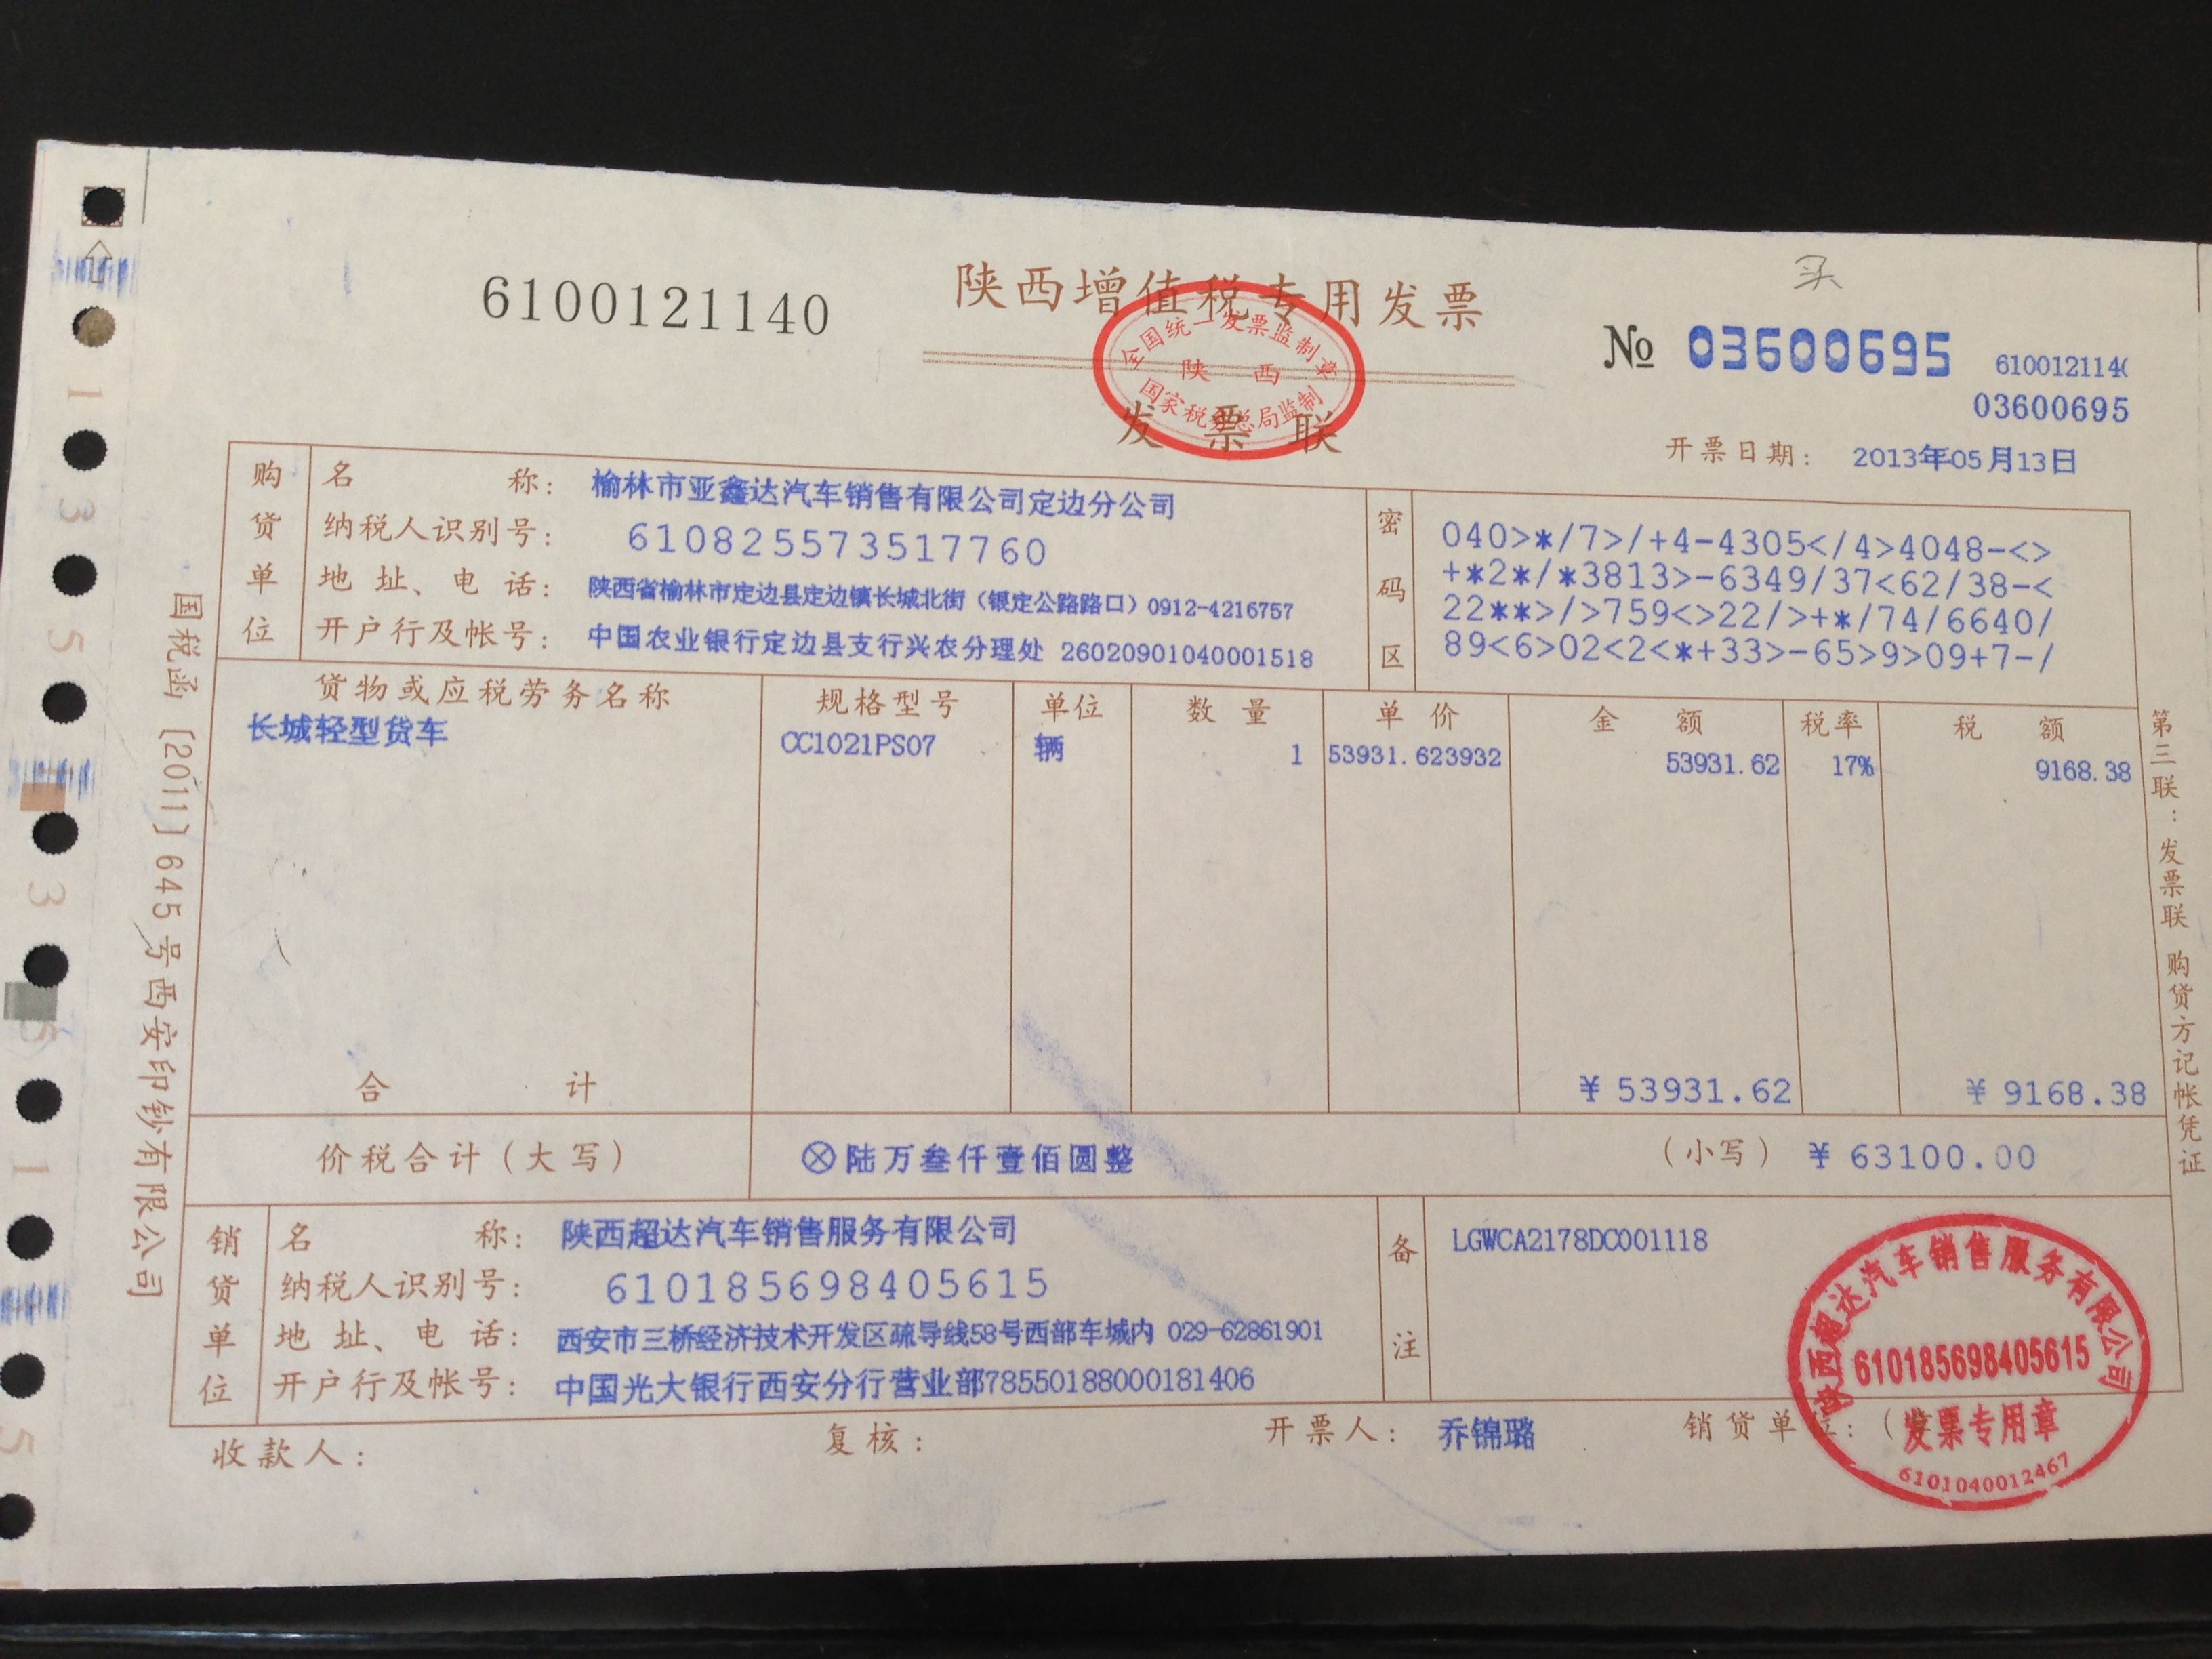 6100121140
陕西增值税专用发票
全国统一发票监制章
陕 西
国家税务总局监制
发票联
买
№ 03600695
610012114
03600695
开票日期: 2013年05月13日
购货单位
名 称: 榆林市亚鑫达汽车销售有限公司定边分公司
纳税人识别号: 610825573517760
地 址、电 话: 陕西省榆林市定边县定边镇长城北街(银定公路路口)0912-4216757
开户行及帐号: 中国农业银行定边县支行兴农分理处 26020901040001518
密码区
040>*/7>/+4-4305</4>4048-<>
+*2*/*3813>-6349/37<62/38-<
22**>/>759<>22/>+*/74/6640/
89<6>02<2<*+33>-65>9>09+7-/
货物或应税劳务名称 规格型号 单位 数 量 单 价 金 额 税率 税 额
长城轻型货车 CC1021PS07 辆 1 53931.623932 53931.62 17% 9168.38
合 计 ¥53931.62 ¥9168.38
价税合计(大写) ⊗陆万叁仟壹佰圆整 (小写) ¥63100.00
销货单位
名 称: 陕西超达汽车销售服务有限公司
纳税人识别号: 610185698405615
地 址、电 话: 西安市三桥经济技术开发区疏导线58号西部车城内 029-62861901
开户行及帐号: 中国光大银行西安分行营业部78550188000181406
备注
LGWCA2178DC001118
收款人: 复核: 开票人: 乔锦璐 销货单位:(
陕西超达汽车销售服务有限公司
610185698405615
发票专用章
6101040012467
国税函〔2011〕645号西安印钞有限公司
第三联:发票联 购货方记帐凭证